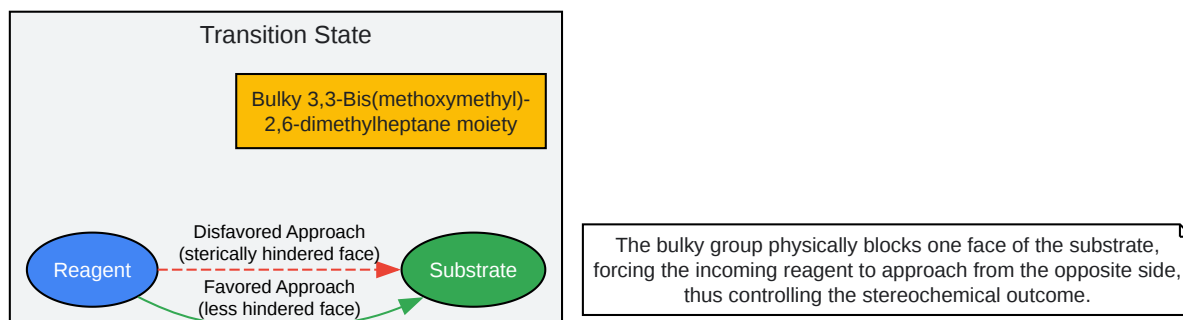 Transition State
Bulky 3,3-Bis(methoxymethyl)-
2,6-dimethylheptane moiety
Disfavored Approach
(sterically hindered face)
Reagent
Substrate
Favored Approach
(less hindered face)
The bulky group physically blocks one face of the substrate,
forcing the incoming reagent to approach from the opposite side,
thus controlling the stereochemical outcome.